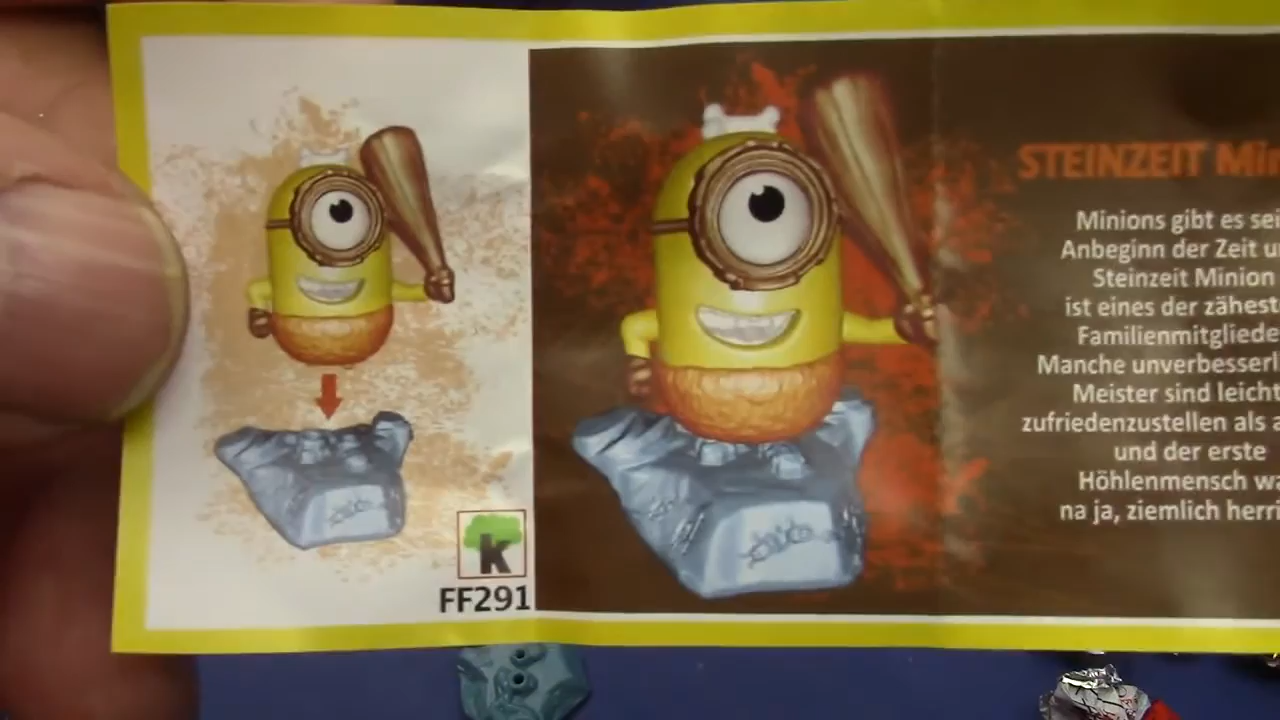 k
FF291
STEINZEIT Min
Minions gibt es sei
Anbeginn der Zeit u
Steinzeit Minion
ist eines der zähest
Familienmitgliede
Manche unverbesserl
Meister sind leicht
zufriedenzustellen als a
und der erste
Höhlenmensch wa
na ja, ziemlich herri